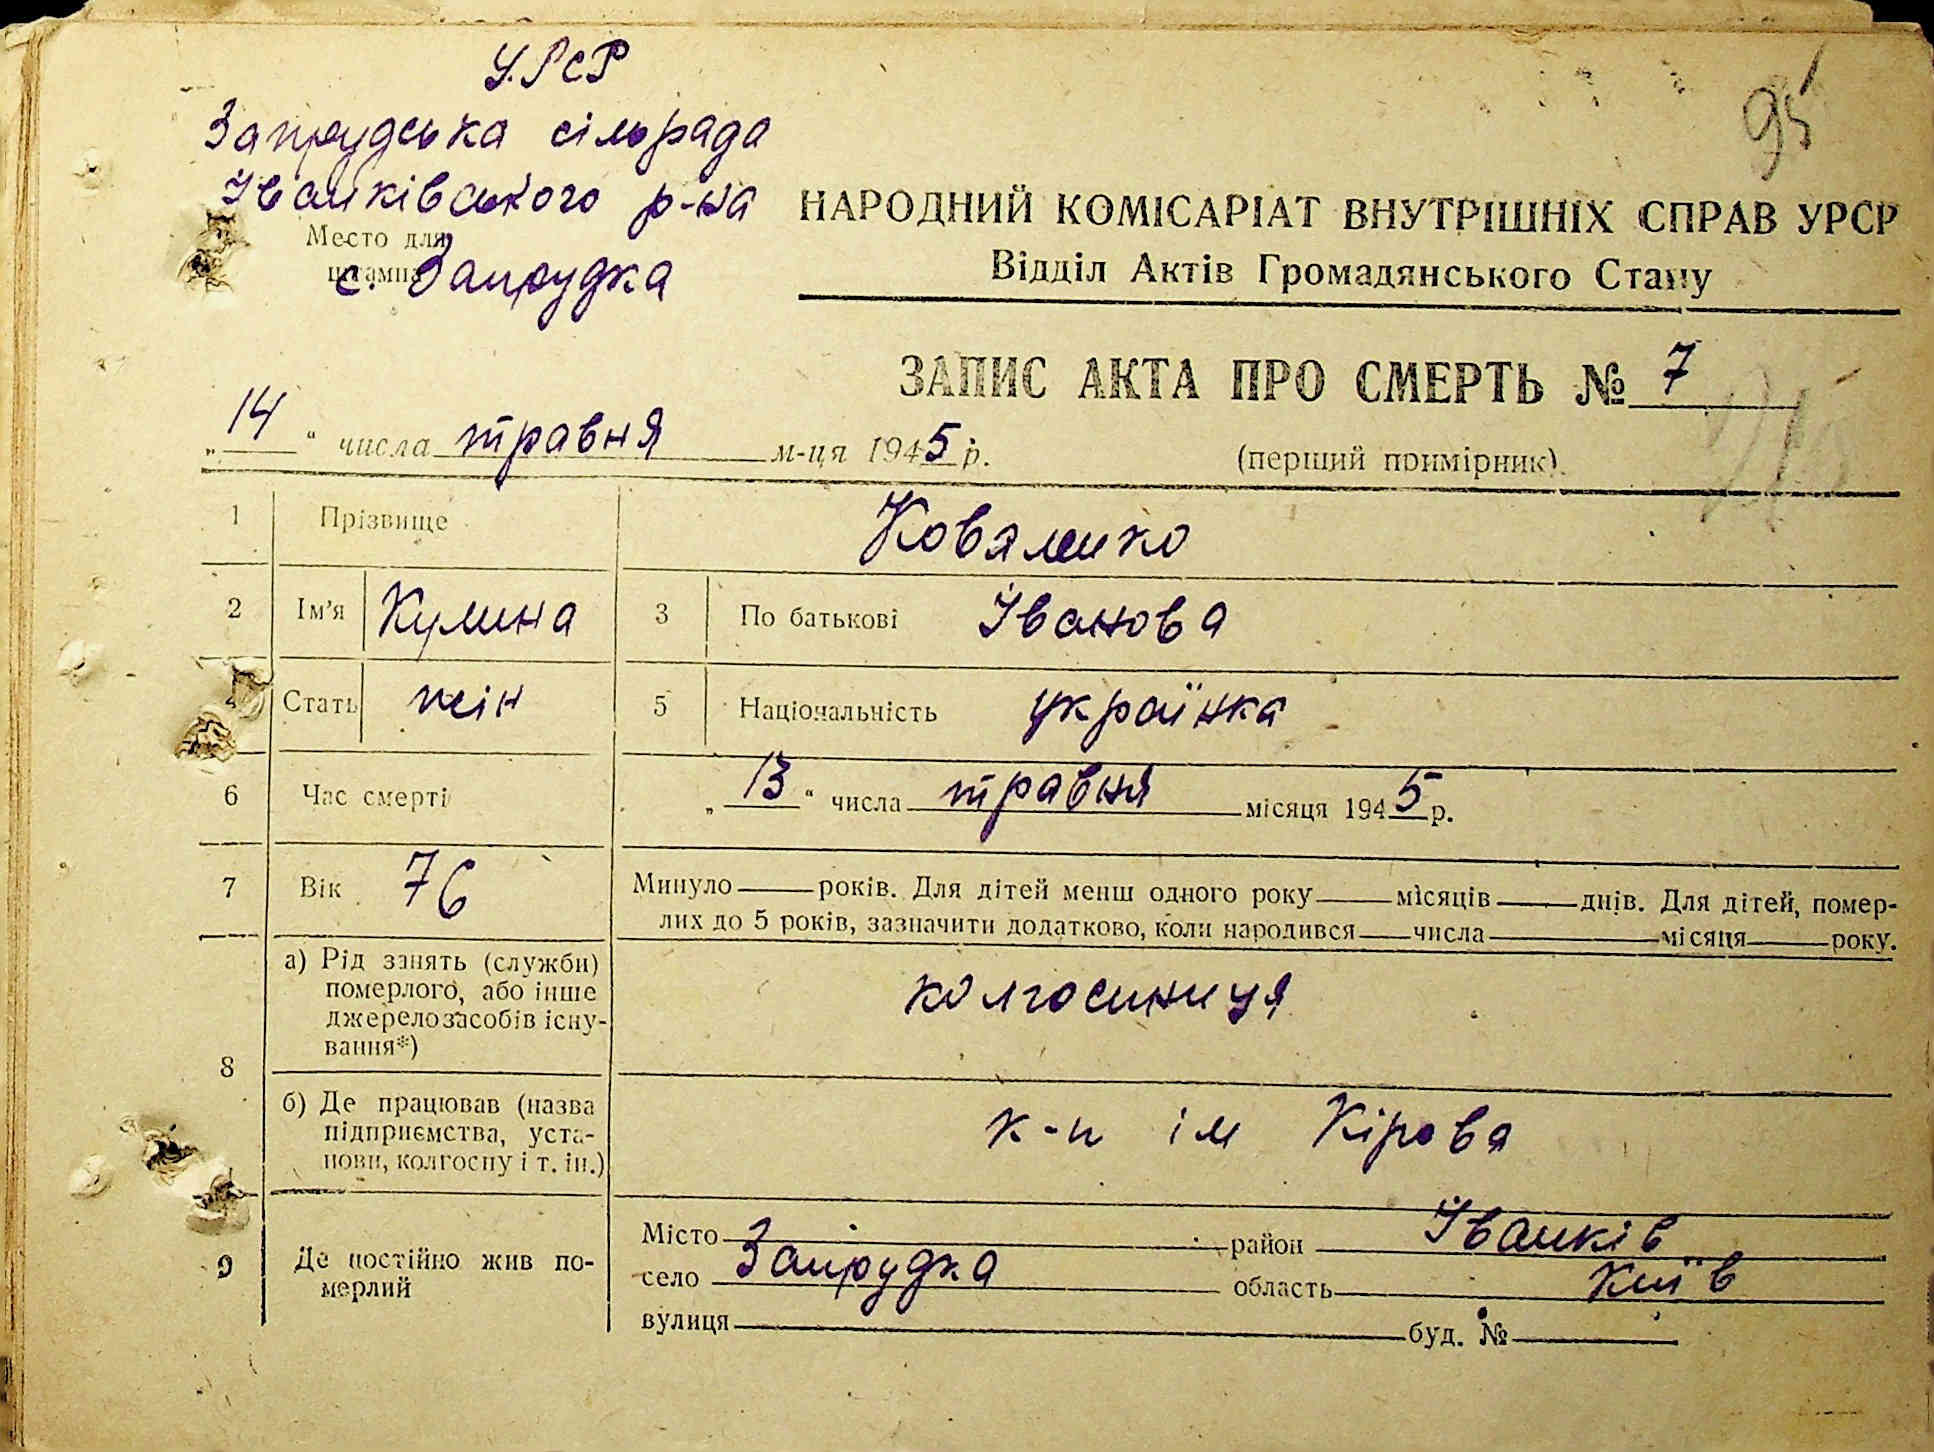 УРСР
95
Запрудська сільрада
Іванківського р-на
Место для
штампа
с. Запрудка
НАРОДНИЙ КОМІСАРІАТ ВНУТРІШНІХ СПРАВ УРСР
Відділ Актів Громадянського Стану
ЗАПИС АКТА ПРО СМЕРТЬ № 7
„14“ числа травня м-ця 1945 р.
(перший примірник).
1 Прізвище Коваленко
2 Ім'я Кулина 3 По батькові Іванова
4 Стать жін 5 Національність українка
6 Час смерті „13“ числа травня місяця 1945 р.
7 Вік 76 Минуло років. Для дітей менш одного року місяців днів. Для дітей, помер-
лих до 5 років, зазначити додатково, коли народився числа місяця року.
8 а) Рід занять (служби)
померлого, або інше
джерело засобів існу-
вання*)
колгоспниця
б) Де працював (назва
підприємства, уста-
нови, колгоспу і т. ін.)
к-п ім Кірова
9 Де постійно жив по-
мерлий
Місто район Іванків
село Запрудка область Київ
вулиця буд. №